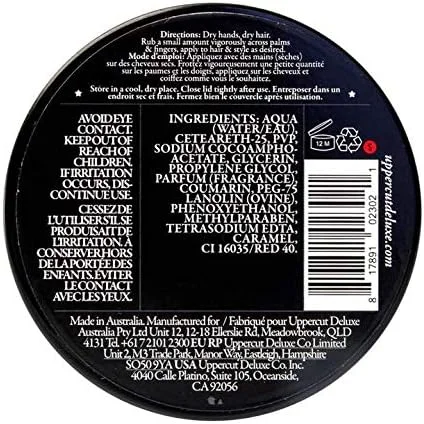 Directions: Dry hands, dry hair.
Rub a small amount vigorously across palms
& fingers, apply to hair & style as desired.
Mode d'emploi: Appliquez avec des mains (sèches)
sur des cheveux secs. Frottez vigoureusement une petite quantité
sur les paumes et les doigts, appliquez sur les cheveux et
coiffez comme bon vous semble.
Store in a cool, dry place. Close lid tightly after use. Entreposer dans un
endroit sec et frais. Fermez bien le couvercle après utilisation.
AVOID EYE
CONTACT.
KEEP OUT OF
REACH OF
CHILDREN.
IF IRRITATION
OCCURS, DIS-
CONTINUE USE.
CESSEZ DE
L'UTILISER SI LE
PRODUIT SAIT DE
L'IRRITATION. À
CONSERVER HORS
DE LA PORTÉE DES
ENFANTS. ÉVITER
LE CONTACT
AVEC LES YEUX.
INGREDIENTS: AQUA
(WATER/EAU),
CETEARETH-25, PVP,
SODIUM COCOAMPHO-
ACETATE, GLYCERIN,
PROPYLENE GLYCOL,
PARFUM (FRAGRANCE),
COUMARIN, PEG-75
LANOLIN (OVINE),
PHENOXYETHANOL
METHYLPARABEN,
TETRASODIUM EDTA,
CARAMEL,
CI 16035/RED 40.
12 M
5
8 17891 02302 1
uppercutdeluxe.com
Made in Australia. Manufactured for / Fabriqué pour Uppercut Deluxe
Australia Pty Ltd Unit 12, 12-18 Ellerslie Rd, Meadowbrook, QLD
4131 Tel +61 7 2101 2300 EU RP Uppercut Deluxe Co Limited
Unit 2, M3 Trade Park, Manor Way, Eastleigh, Hampshire
SO50 9YA USA Uppercut Deluxe Co. Inc.
4040 Calle Platino, Suite 105, Oceanside,
CA 92056